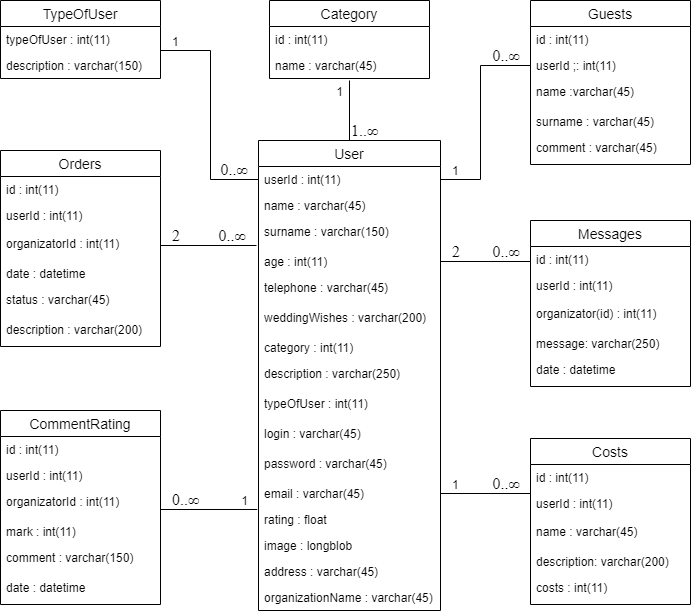 TypeOfUser
typeOfUser : int(11)
description : varchar(150)
1
0..∞
Category
id : int(11)
name : varchar(45)
1
1..∞
Guests
id : int(11)
userId ;: int(11)
name :varchar(45)
surname : varchar(45)
comment : varchar(45)
0..∞
1
Orders
id : int(11)
userId : int(11)
organizatorId : int(11)
date : datetime
status : varchar(45)
description : varchar(200)
2
0..∞
User
userId : int(11)
name : varchar(45)
surname : varchar(150)
age : int(11)
telephone : varchar(45)
weddingWishes : varchar(200)
category : int(11)
description : varchar(250)
typeOfUser : int(11)
login : varchar(45)
password : varchar(45)
email : varchar(45)
rating : float
image : longblob
address : varchar(45)
organizationName : varchar(45)
Messages
id : int(11)
userId : int(11)
organizator(id) : int(11)
message: varchar(250)
date : datetime
2
0..∞
CommentRating
id : int(11)
userId : int(11)
organizatorId : int(11)
mark : int(11)
comment : varchar(150)
date : datetime
0..∞
1
Costs
id : int(11)
userId : int(11)
name : varchar(45)
description: varchar(200)
costs : int(11)
1
0..∞